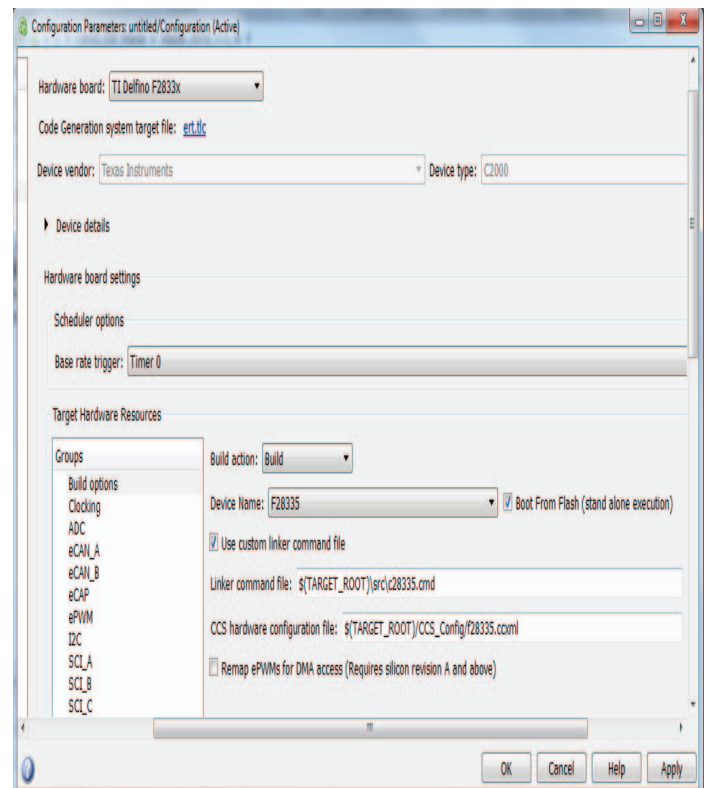 Configuration Parameters: untitled/Configuration (Active)
Hardware board: TI Delfino F2833x
Code Generation system target file: ert.tlc
Device vendor: Texas Instruments Device type: C2000
Device details
Hardware board settings
Scheduler options
Base rate trigger: Timer 0
Target Hardware Resources
Groups
Build options
Clocking
ADC
eCAN_A
eCAN_B
eCAP
ePWM
I2C
SCI_A
SCI_B
SCI_C
Build action: Build
Device Name: F28335 Boot From Flash (stand alone execution)
Use custom linker command file
Linker command file: $(TARGET_ROOT)\src\c28335.cmd
CCS hardware configuration file: $(TARGET_ROOT)/CCS_Config/f28335.ccxml
Remap ePWMs for DMA access (Requires silicon revision A and above)
OK Cancel Help Apply